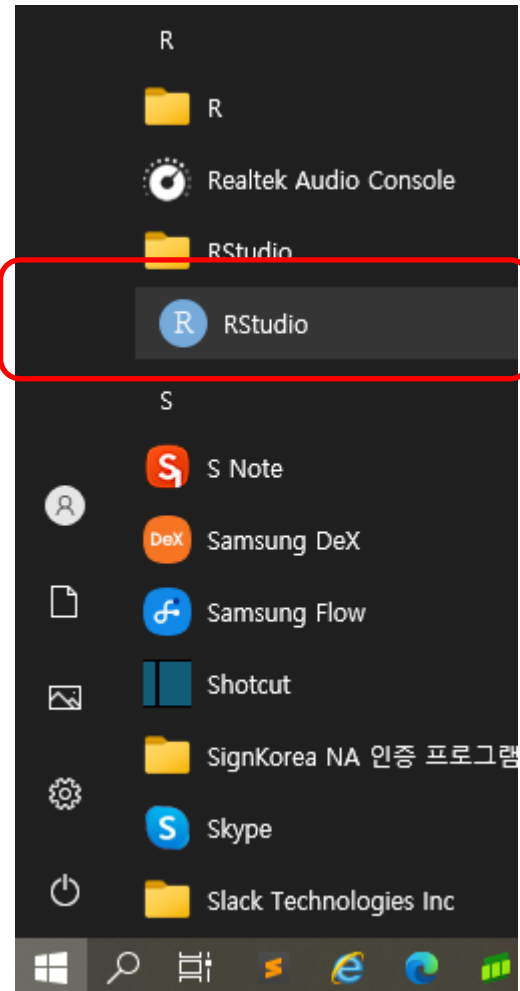 R
R
Realtek Audio Console
RStudio
R RStudio
S
S Note
DeX Samsung DeX
Samsung Flow
Shotcut
SignKorea NA 인증 프로그램
S Skype
Slack Technologies Inc